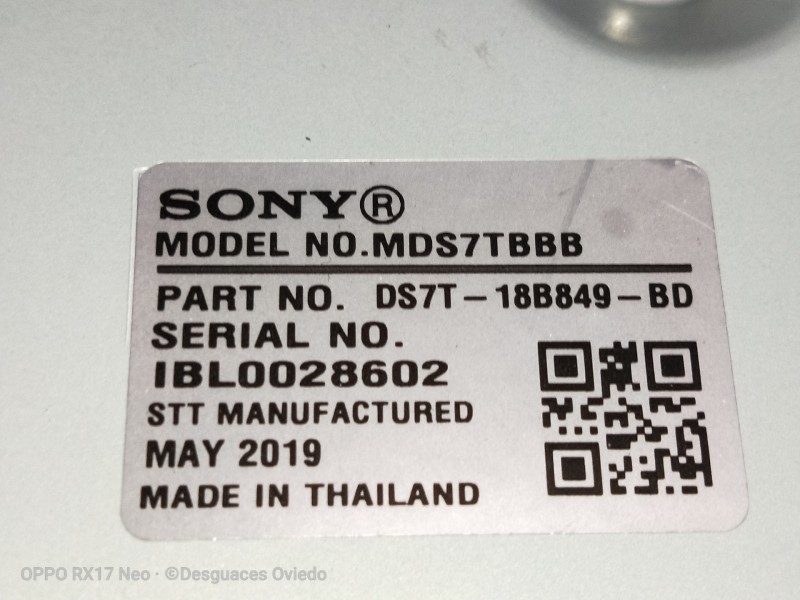 SONY®
MODEL NO.MDS7TBBB
PART NO. DS7T-18B849-BD
SERIAL NO.
IBL0028602
STT MANUFACTURED
MAY 2019
MADE IN THAILAND
OPPO RX17 Neo · ©Desguaces Oviedo